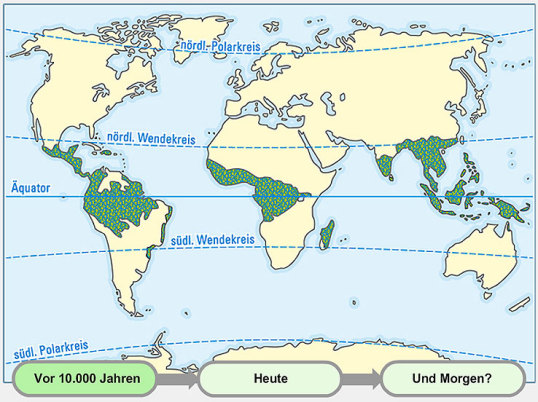 nördl. Polarkreis
nördl. Wendekreis
Äquator
südl. Wendekreis
südl. Polarkreis
Vor 10.000 Jahren
Heute
Und Morgen?